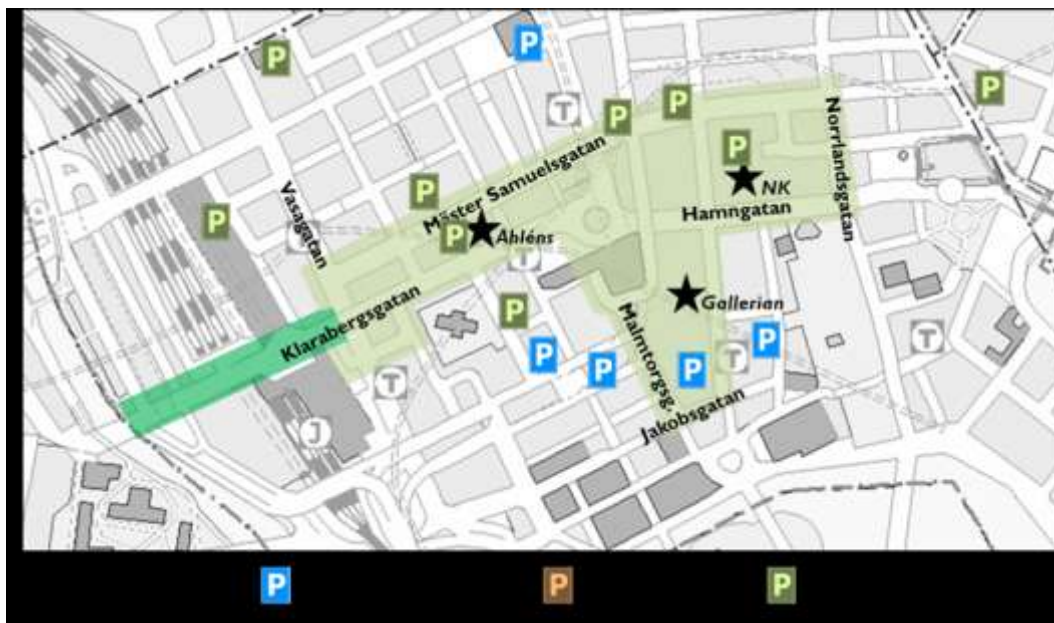 P
P
P
P
P
T
P
Norrlandsgatan
P
Mäster Samuelsgatan
P
NK
Hamngatan
P
Vasagatan
P
Åhléns
T
T
Gallerian
P
Klarabergsgatan
Malmtorgsg.
P
P
P
P
T
T
T
Jakobsgatan
J
P
P
P